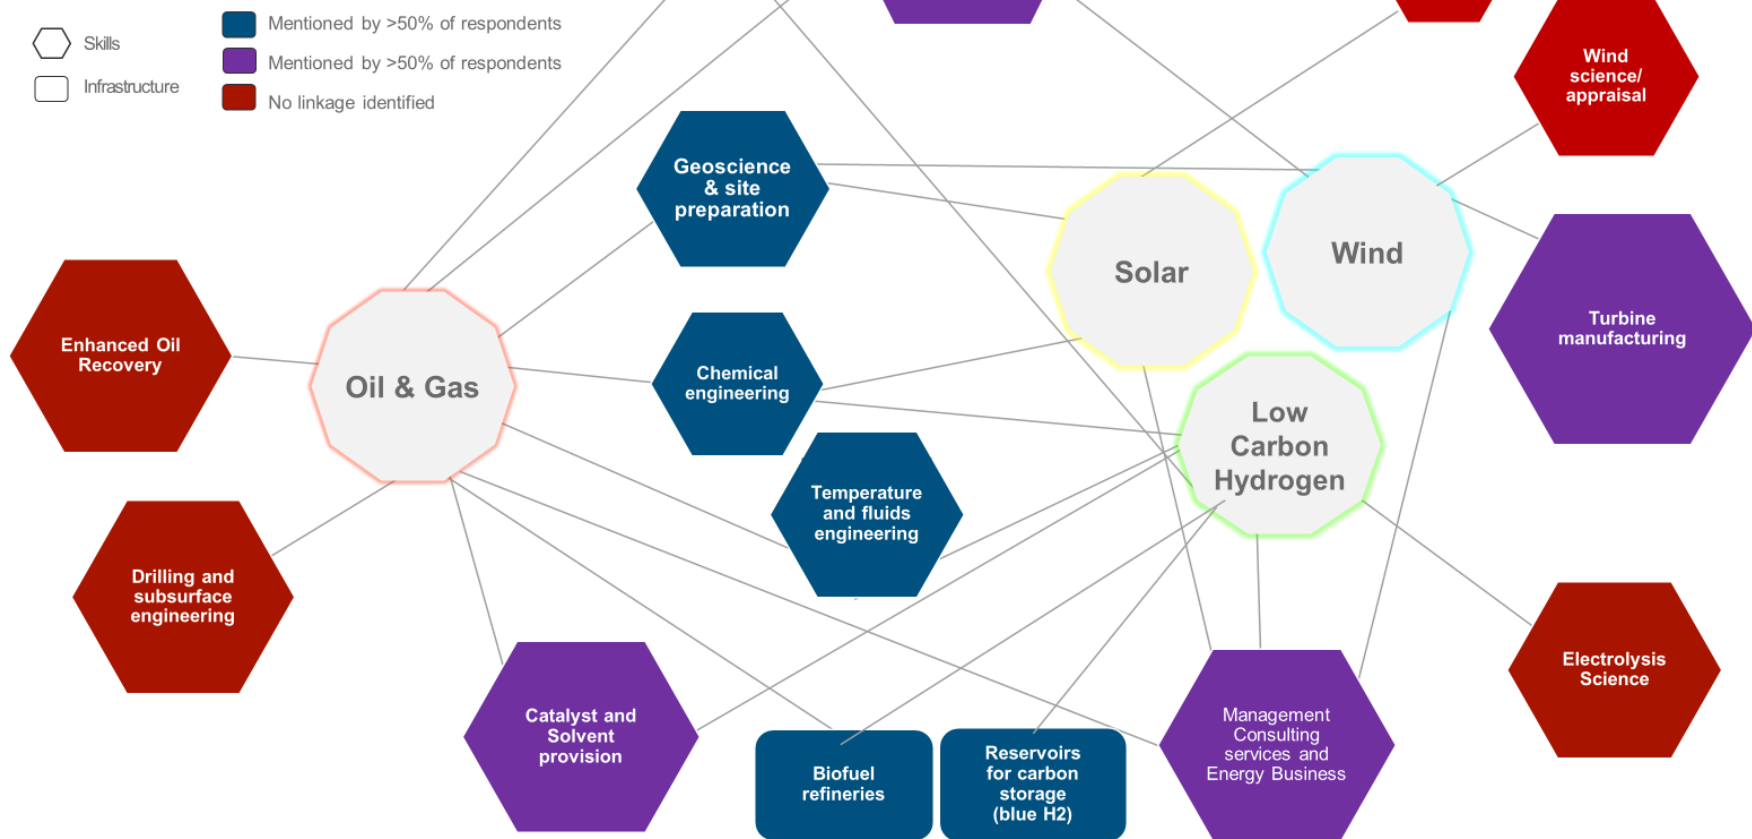 Skills
Infrastructure
Mentioned by >50% of respondents
Mentioned by >50% of respondents
No linkage identified
Wind
science/
appraisal
Geoscience
& site
preparation
Solar
Wind
Turbine
manufacturing
Enhanced Oil
Recovery
Oil & Gas
Chemical
engineering
Low
Carbon
Hydrogen
Temperature
and fluids
engineering
Drilling and
subsurface
engineering
Electrolysis
Science
Catalyst and
Solvent
provision
Biofuel
refineries
Reservoirs
for carbon
storage
(blue H2)
Management
Consulting
services and
Energy Business